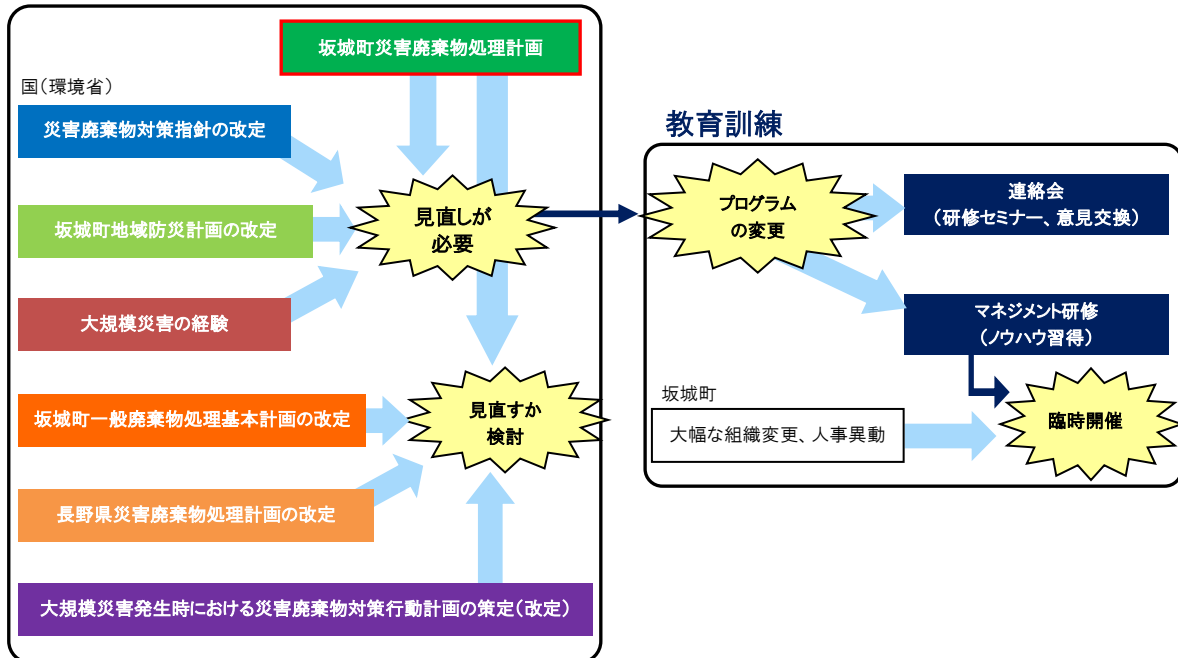 坂城町災害廃棄物処理計画
国(環境省)
災害廃棄物対策指針の改定
坂城町地域防災計画の改定
大規模災害の経験
見直しが
必要
坂城町一般廃棄物処理基本計画の改定
長野県災害廃棄物処理計画の改定
見直すか
検討
大規模災害発生時における災害廃棄物対策行動計画の策定(改定)
教育訓練
プログラム
の変更
連絡会
(研修セミナー、意見交換)
マネジメント研修
(ノウハウ習得)
坂城町
大幅な組織変更、人事異動
臨時開催